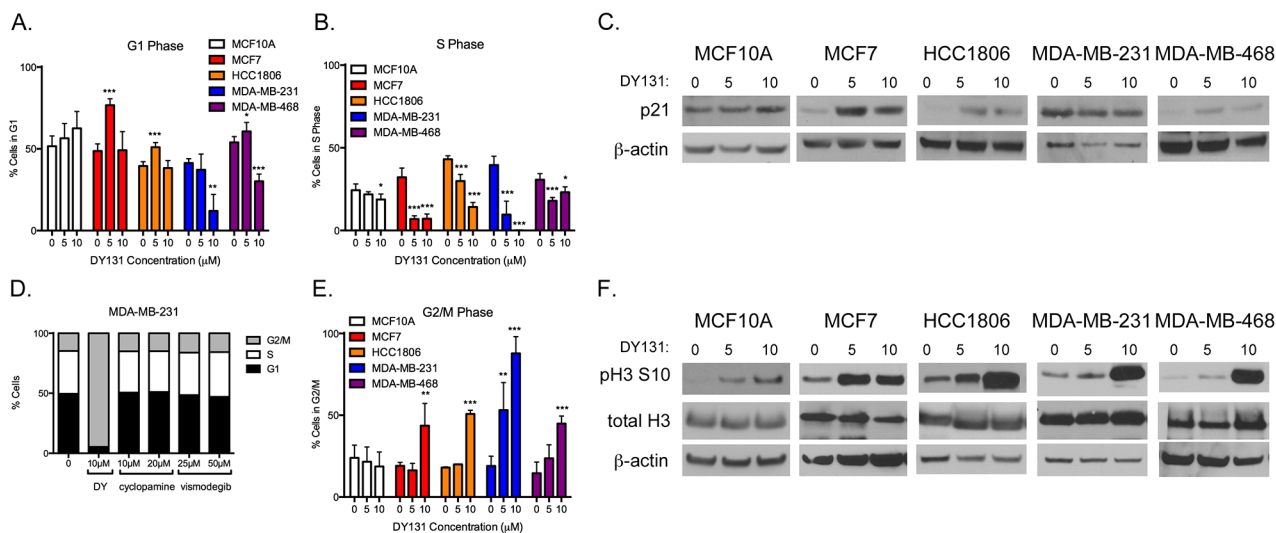 A.
G1 Phase
MCF10A
MCF7
HCC1806
MDA-MB-231
MDA-MB-468
% Cells in G1
100
50
0
***
***
**
*
***
0 5 10 0 5 10 0 5 10 0 5 10 0 5 10
DY131 Concentration (μM)
B.
S Phase
MCF10A
MCF7
HCC1806
MDA-MB-231
MDA-MB-468
% Cells in S Phase
100
50
0
*
*** ***
***
***
***
***
***
*
0 5 10 0 5 10 0 5 10 0 5 10 0 5 10
DY131 Concentration (μM)
C.
MCF10A MCF7 HCC1806 MDA-MB-231 MDA-MB-468
DY131: 0 5 10 0 5 10 0 5 10 0 5 10 0 5 10
p21
β-actin
D.
MDA-MB-231
G2/M
S
G1
% Cells
100
50
0
0 10μM 10μM 20μM 25μM 50μM
DY cyclopamine vismodegib
E.
G2/M Phase
MCF10A
MCF7
HCC1806
MDA-MB-231
MDA-MB-468
% Cells in G2/M
100
50
0
**
***
**
***
***
0 5 10 0 5 10 0 5 10 0 5 10 0 5 10
DY131 Concentration (μM)
F.
MCF10A MCF7 HCC1806 MDA-MB-231 MDA-MB-468
DY131: 0 5 10 0 5 10 0 5 10 0 5 10 0 5 10
pH3 S10
total H3
β-actin